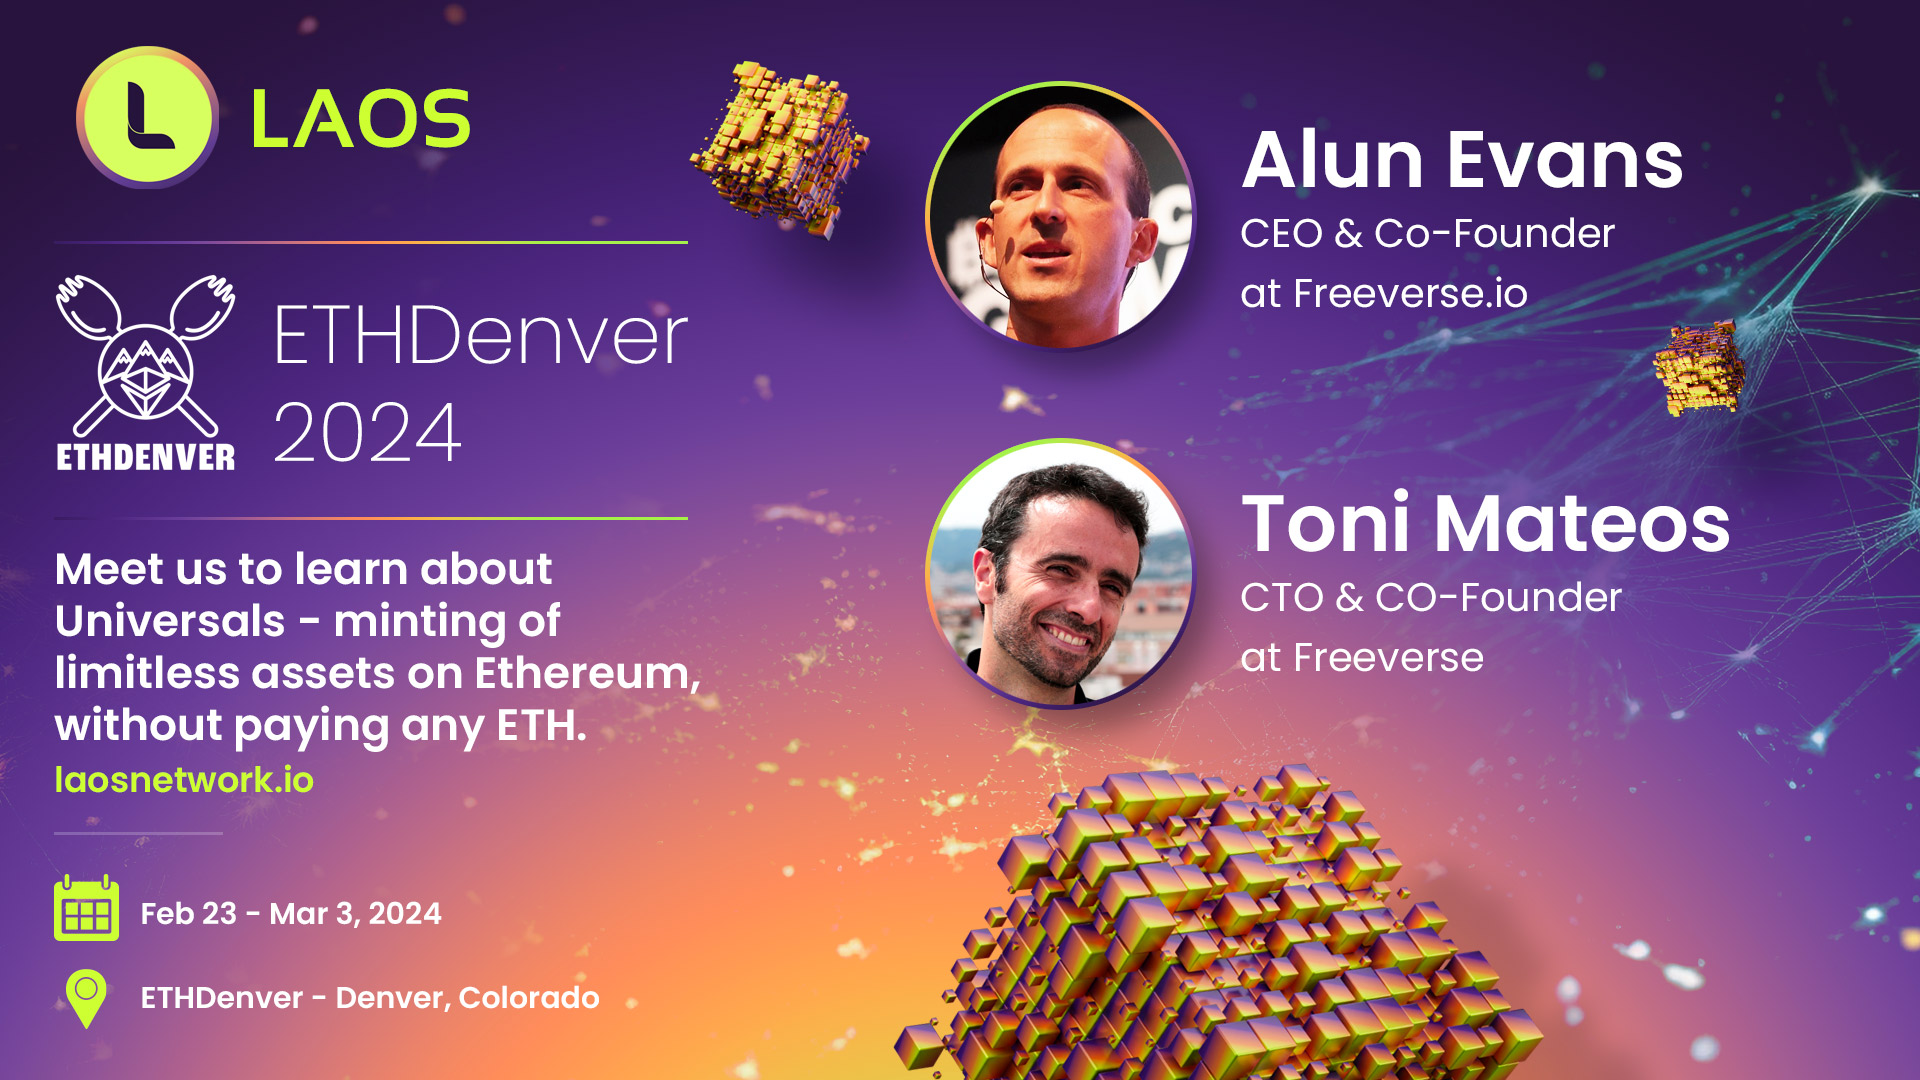 LAOS
ETHDenver
2024
ETHDENVER
Meet us to learn about
Universals - minting of
limitless assets on Ethereum,
without paying any ETH.
laosnetwork.io
Feb 23 - Mar 3, 2024
ETHDenver - Denver, Colorado
Alun Evans
CEO & Co-Founder
at Freeverse.io
Toni Mateos
CTO & CO-Founder
at Freeverse